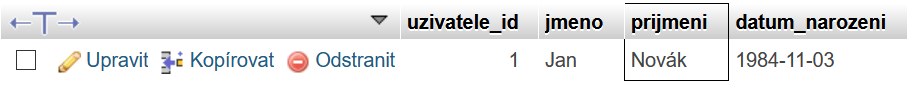 uzivatele_id jmeno prijmeni datum_narozeni
Upravit Kopírovat Odstranit 1 Jan Novák 1984-11-03